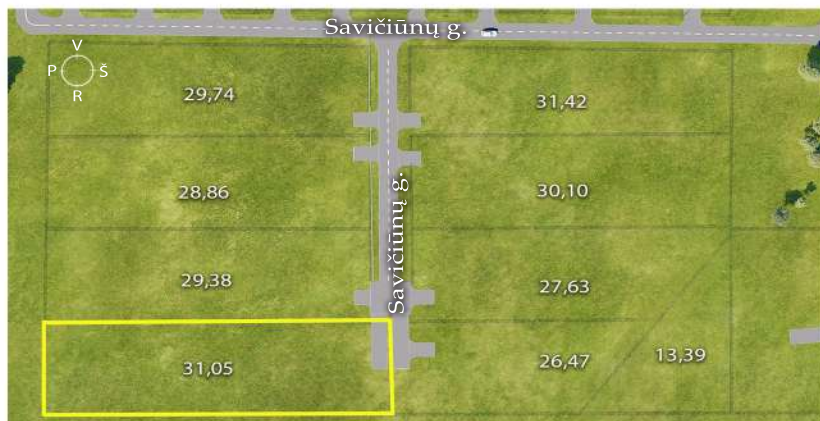 Savičiūnų g.
V
P Š
R
29,74
31,42
28,86
30,10
Savičiūnų g.
29,38
27,63
31,05
26,47
13,39